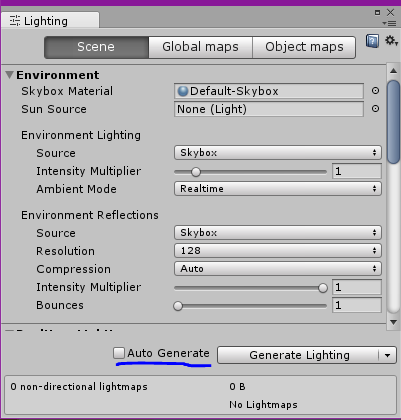 Lighting
Scene Global maps Object maps
Environment
Skybox Material Default-Skybox
Sun Source None (Light)
Environment Lighting
Source Skybox
Intensity Multiplier 1
Ambient Mode Realtime
Environment Reflections
Source Skybox
Resolution 128
Compression Auto
Intensity Multiplier 1
Bounces 1
Auto Generate Generate Lighting
0 non-directional lightmaps 0 B
No Lightmaps